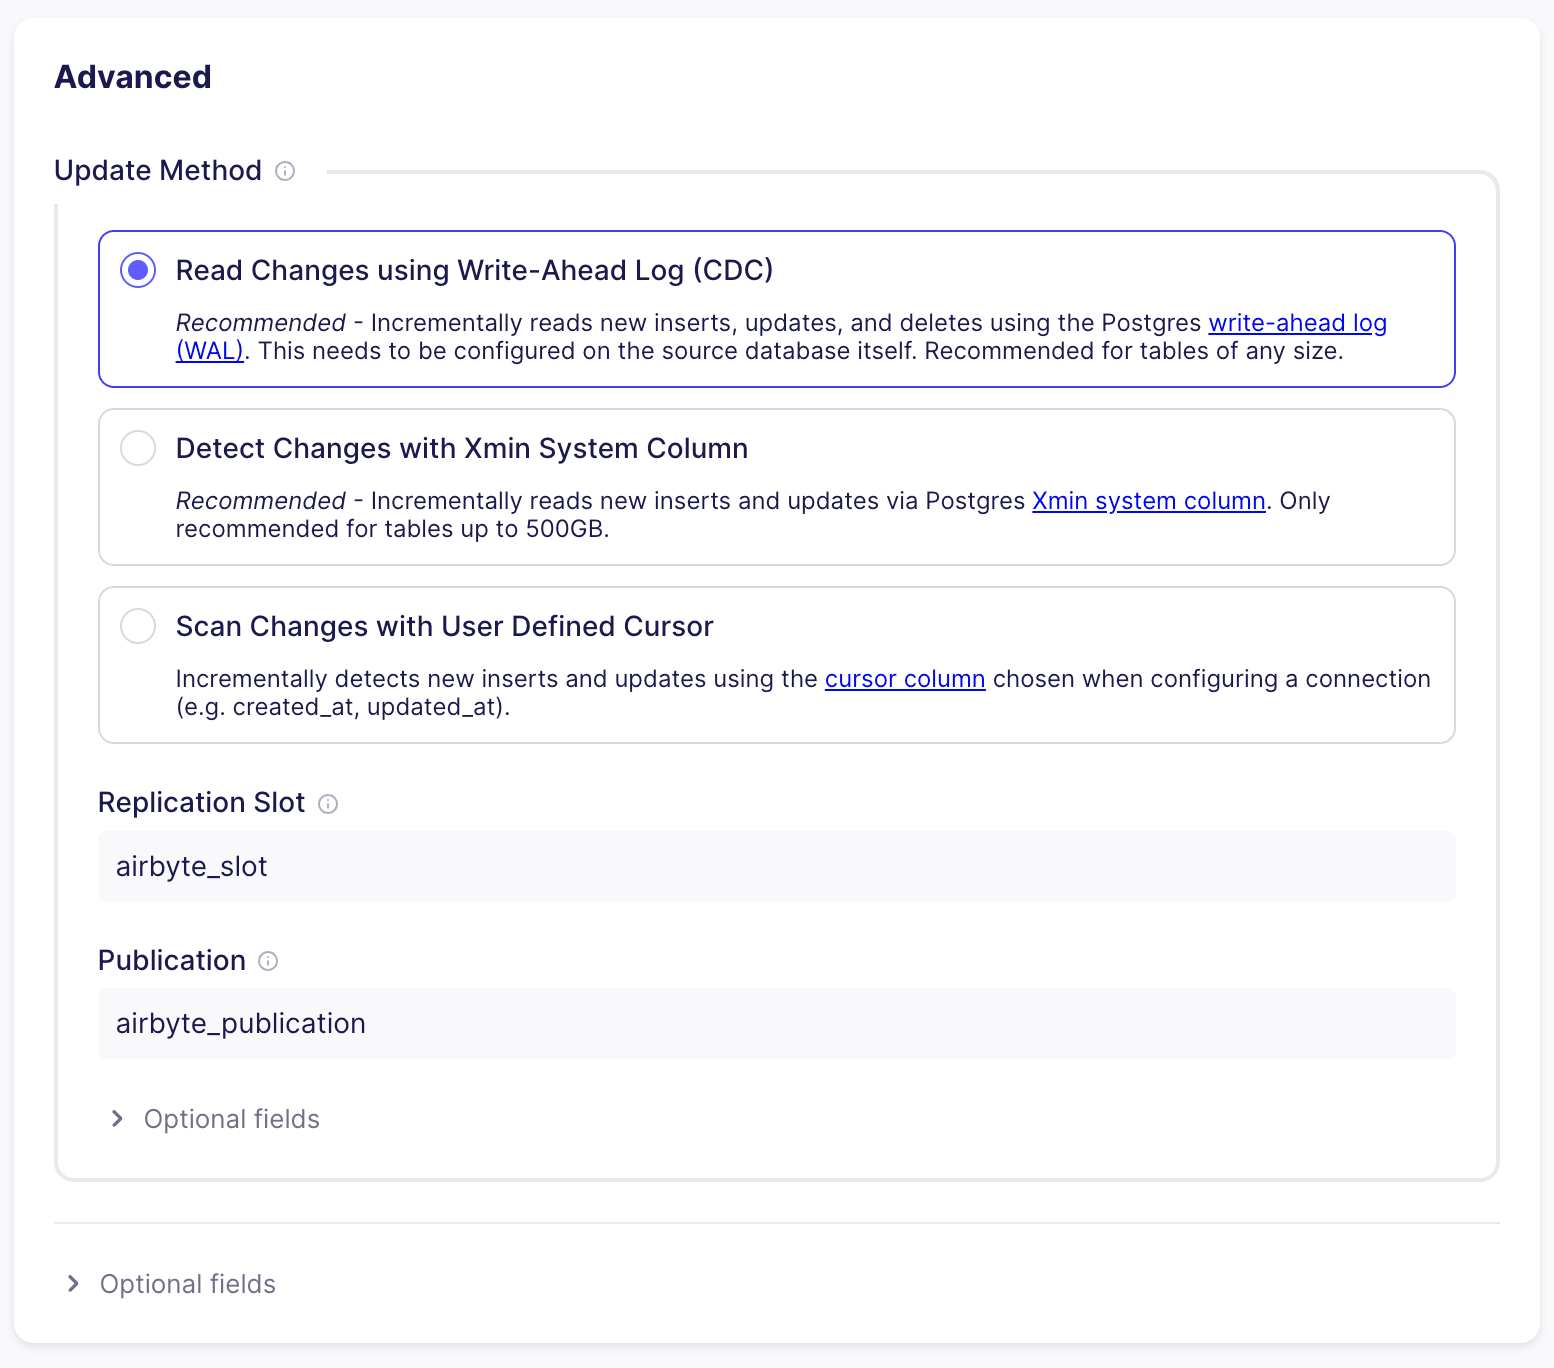 Advanced
Update Method
Read Changes using Write-Ahead Log (CDC)
Recommended - Incrementally reads new inserts, updates, and deletes using the Postgres write-ahead log
(WAL). This needs to be configured on the source database itself. Recommended for tables of any size.
Detect Changes with Xmin System Column
Recommended - Incrementally reads new inserts and updates via Postgres Xmin system column. Only
recommended for tables up to 500GB.
Scan Changes with User Defined Cursor
Incrementally detects new inserts and updates using the cursor column chosen when configuring a connection
(e.g. created_at, updated_at).
Replication Slot
airbyte_slot
Publication
airbyte_publication
Optional fields
Optional fields